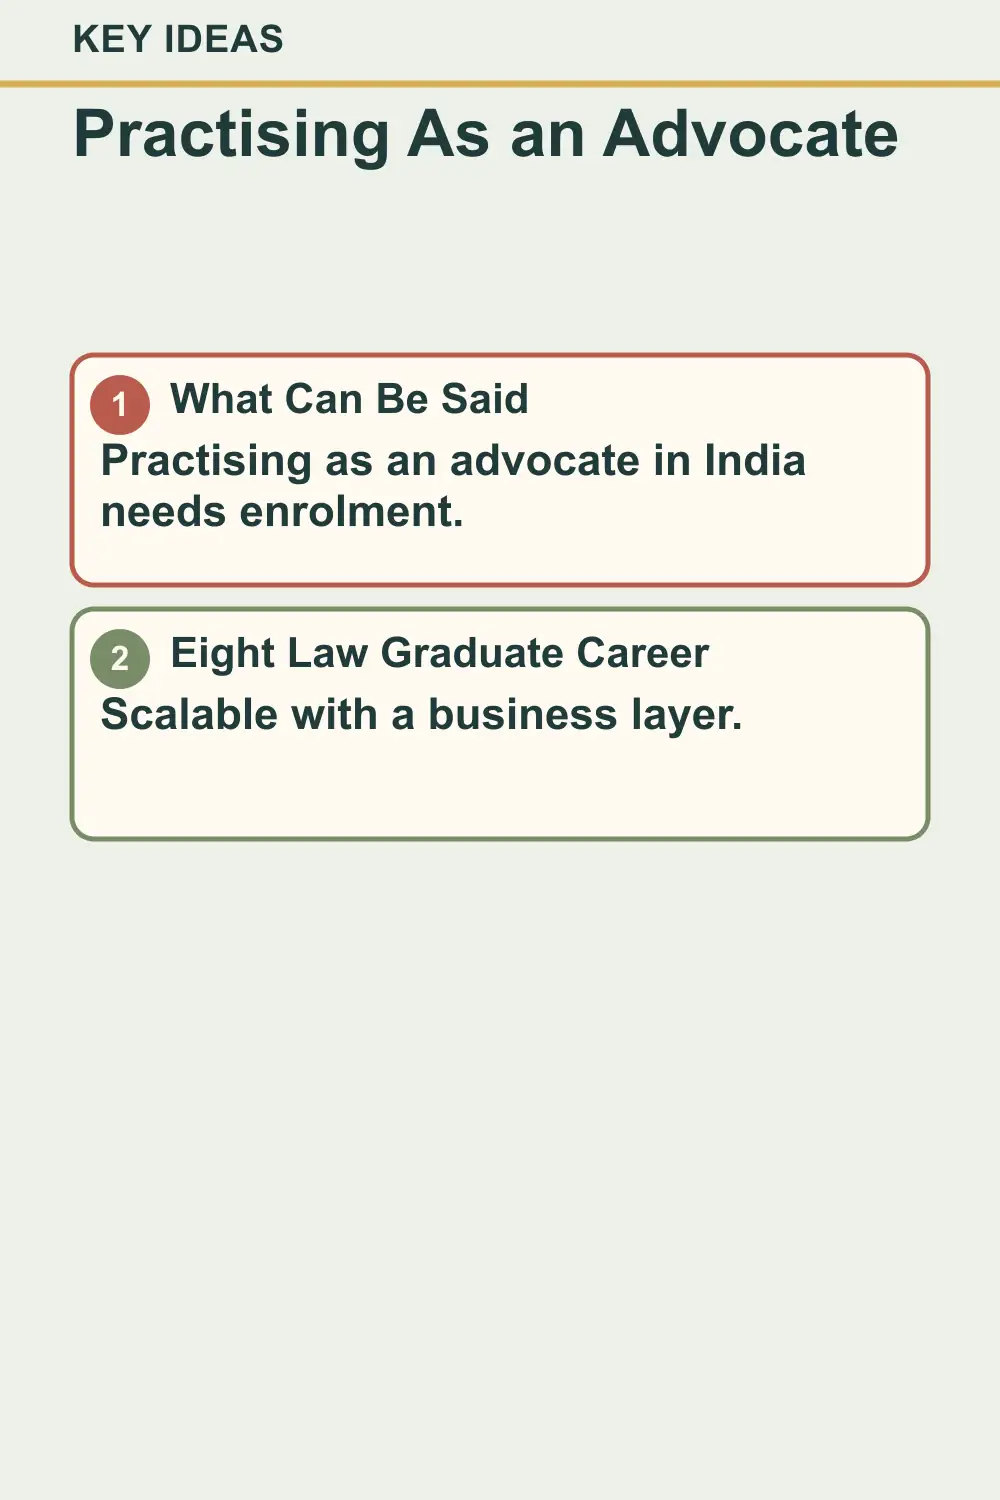 KEY IDEAS
Practising As an Advocate
1 What Can Be Said
Practising as an advocate in India
needs enrolment.
2 Eight Law Graduate Career
Scalable with a business layer.